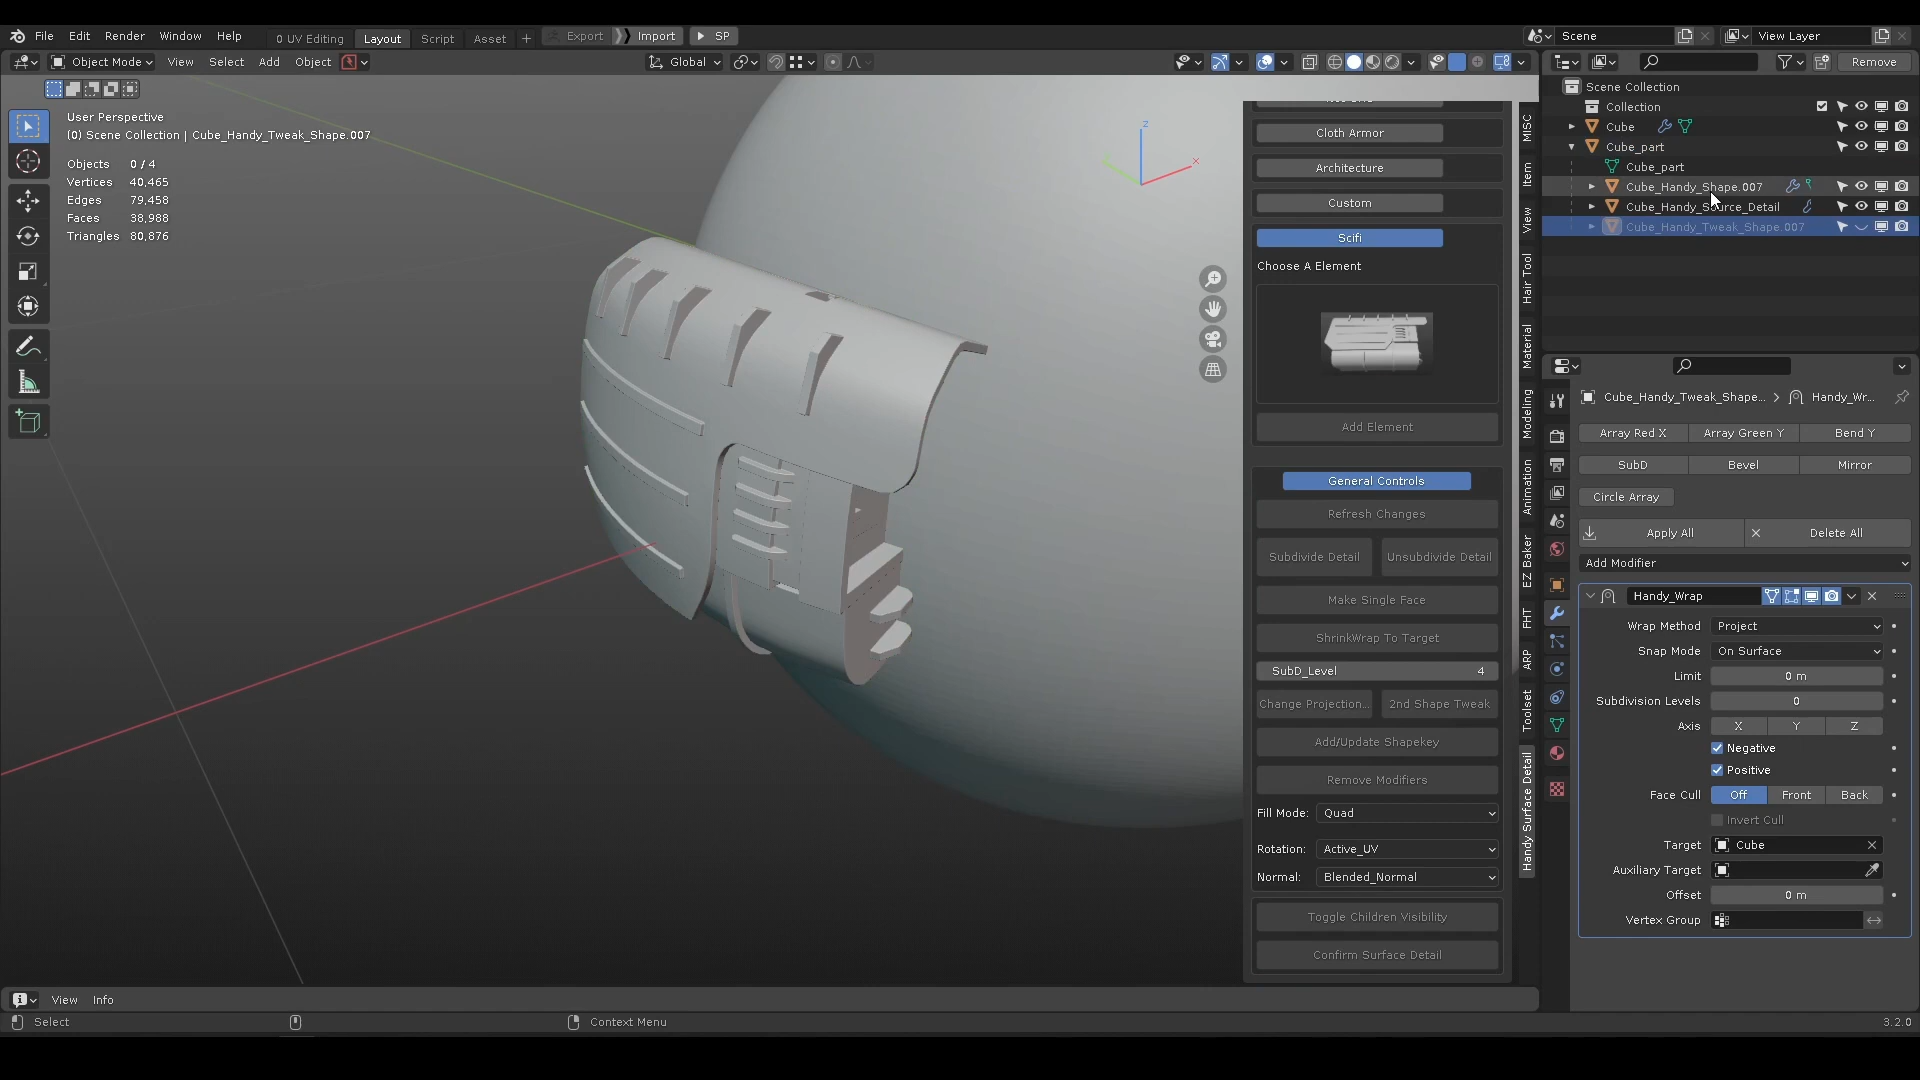 File Edit Render Window Help 0 UV Editing Layout Script Asset + Export Import SP Scene View Layer
Object Mode View Select Add Object Global Remove
User Perspective
(0) Scene Collection | Cube_Handy_Tweak_Shape.007
Objects 0 / 4
Vertices 40,465
Edges 79,458
Faces 38,988
Triangles 80,876
Z
X
Cloth Armor
Architecture
Custom
Scifi
Choose A Element
Add Element
General Controls
Refresh Changes
Subdivide Detail Unsubdivide Detail
Make Single Face
ShrinkWrap To Target
SubD_Level 4
Change Projection... 2nd Shape Tweak
Add/Update Shapekey
Remove Modifiers
Fill Mode: Quad
Rotation: Active_UV
Normal: Blended_Normal
Toggle Children Visibility
Confirm Surface Detail
MISC
Item
View
Hair Tool
Material
Modeling
Animation
EZ Baker
FHT
ARP
Toolset
Handy Surface Detail
Scene Collection
Collection
Cube
Cube_part
Cube_part
Cube_Handy_Shape.007
Cube_Handy_Source_Detail
Cube_Handy_Tweak_Shape.007
Cube_Handy_Tweak_Shape... Handy_Wr...
Array Red X Array Green Y Bend Y
SubD Bevel Mirror
Circle Array
Apply All Delete All
Add Modifier
Handy_Wrap
Wrap Method Project
Snap Mode On Surface
Limit 0 m
Subdivision Levels 0
Axis X Y Z
Negative
Positive
Face Cull Off Front Back
Invert Cull
Target Cube
Auxiliary Target
Offset 0 m
Vertex Group
View Info
Select Context Menu 3.2.0